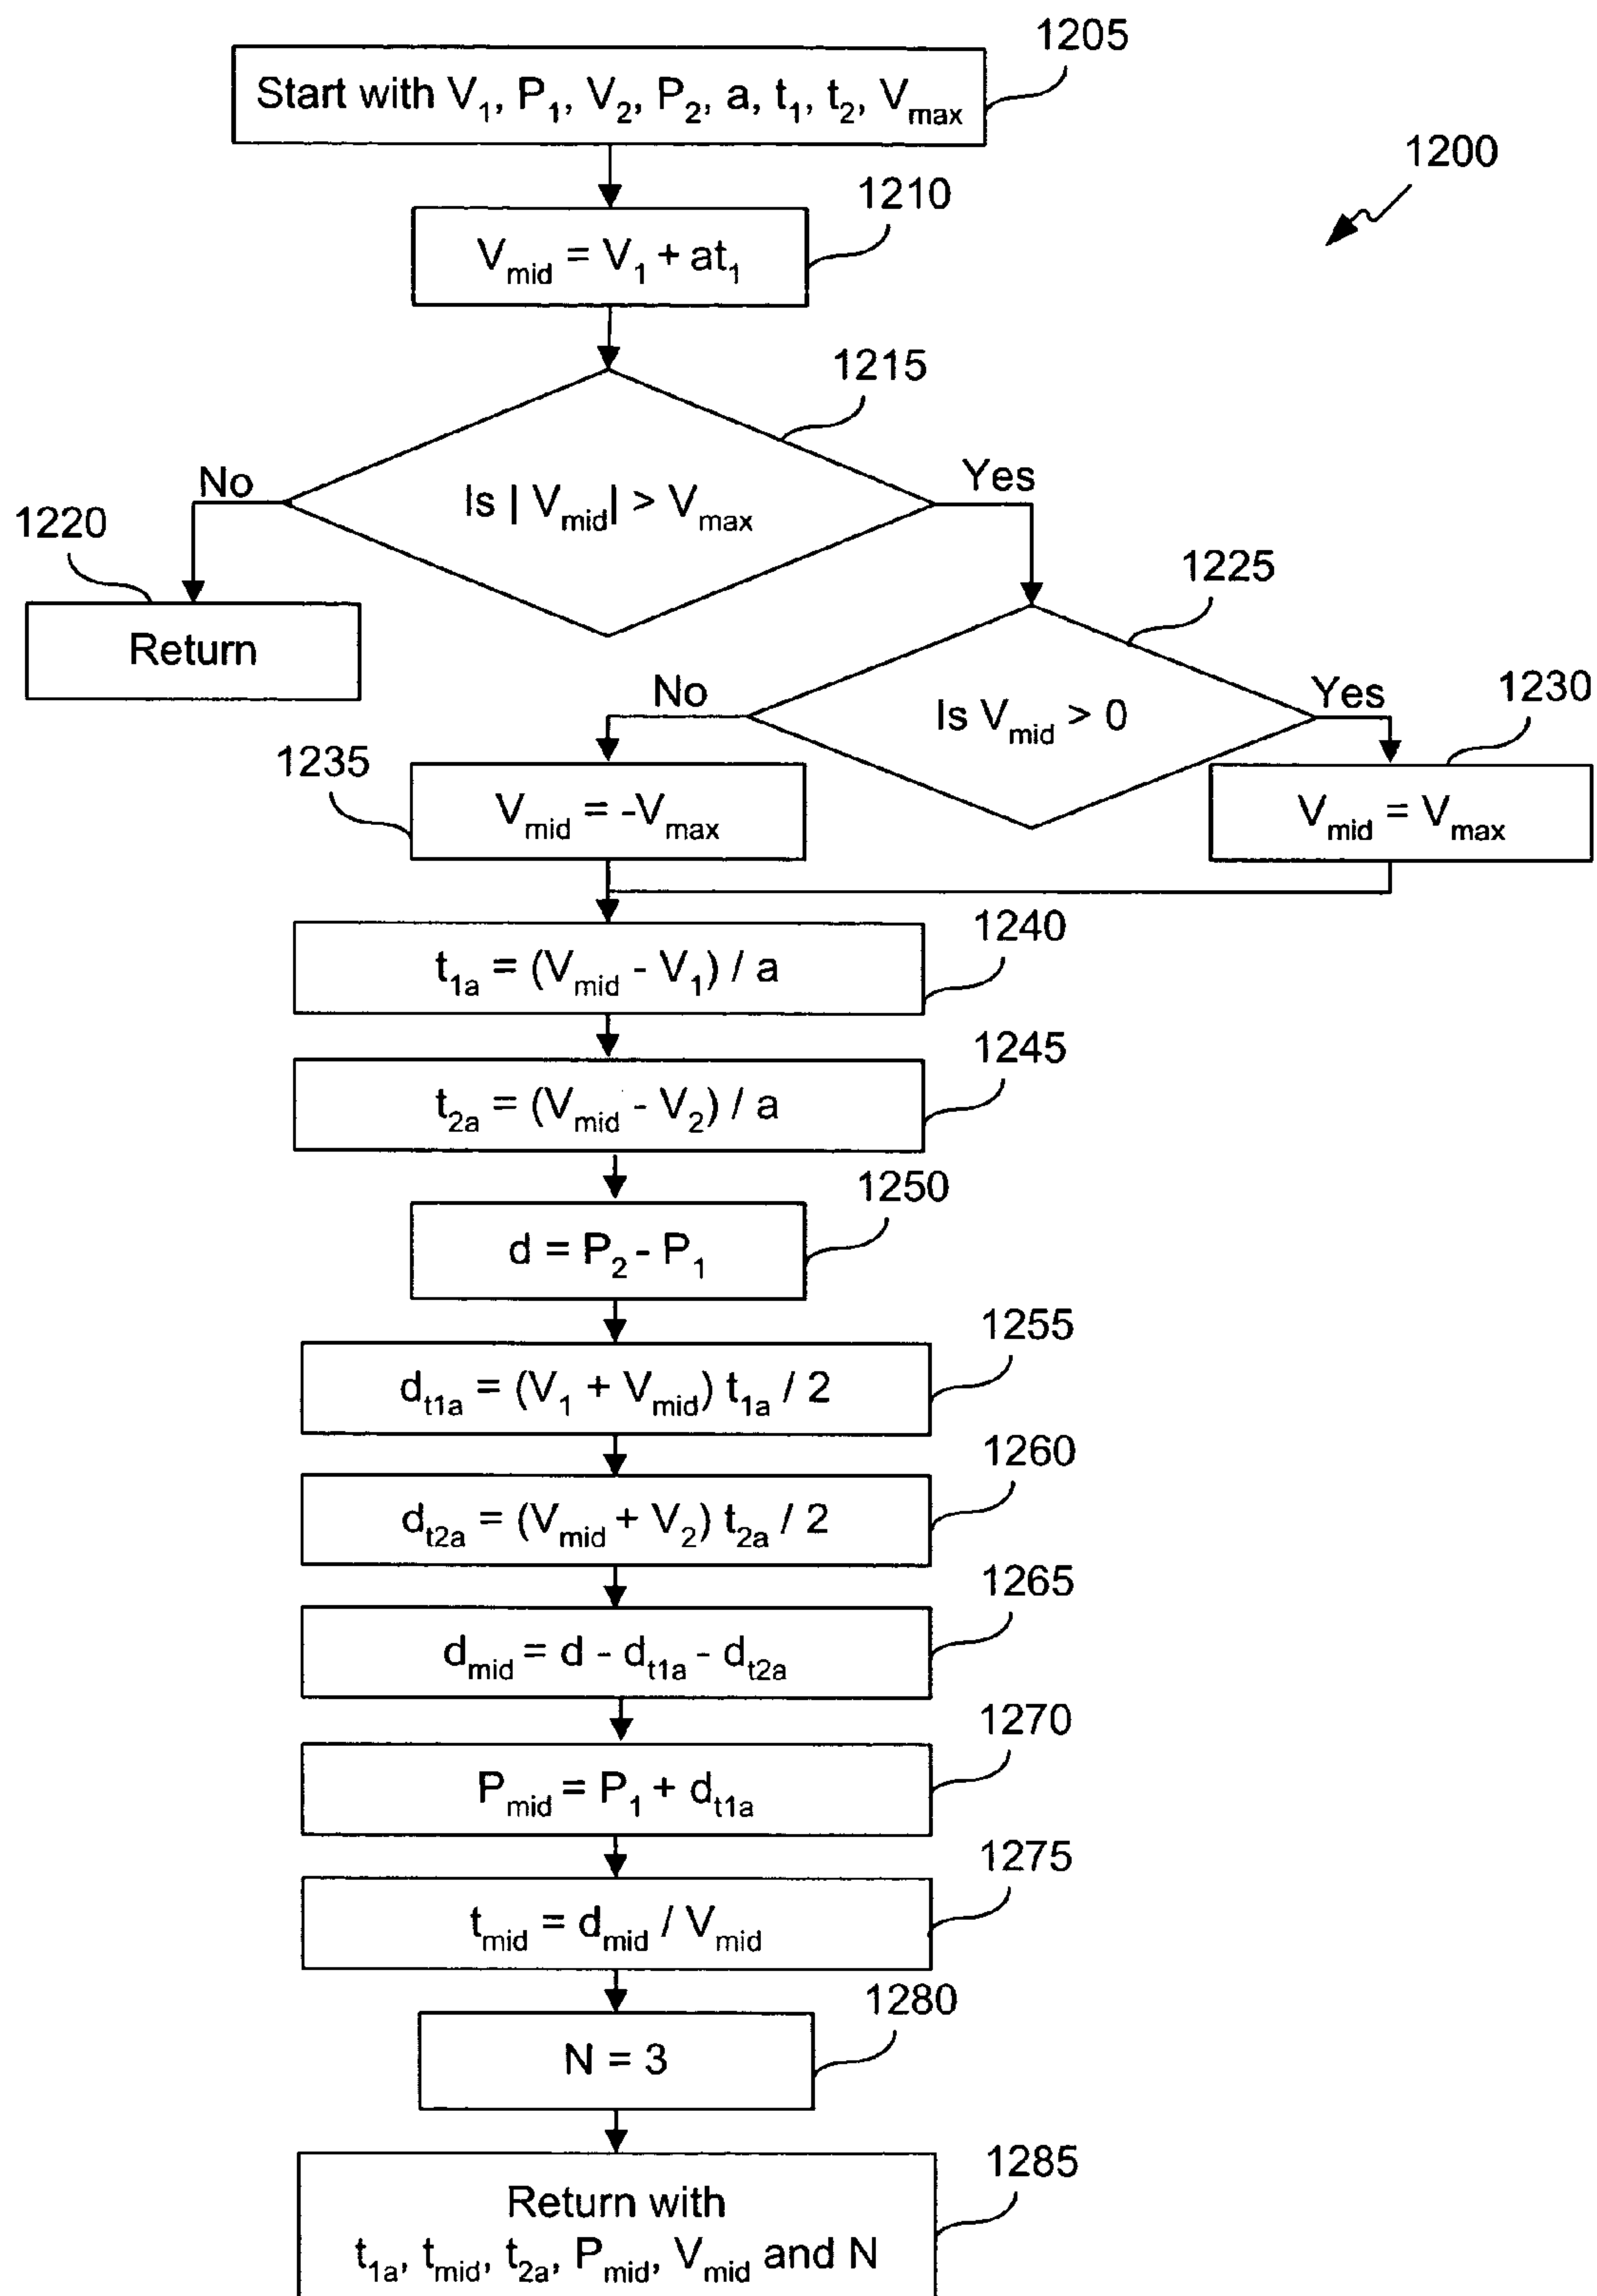 1205
Start with V₁, P₁, V₂, P₂, a, t₁, t₂, Vmax
1200
1210
Vmid = V₁ + at₁
1215
Is | Vmid| > Vmax
No
Yes
1220
Return
1225
Is Vmid > 0
No
Yes
1230
Vmid = Vmax
1235
Vmid = -Vmax
1240
t1a = (Vmid - V₁) / a
1245
t2a = (Vmid - V₂) / a
1250
d = P₂ - P₁
1255
dt1a = (V₁ + Vmid) t1a / 2
1260
dt2a = (Vmid + V₂) t2a / 2
1265
dmid = d - dt1a - dt2a
1270
Pmid = P₁ + dt1a
1275
tmid = dmid / Vmid
1280
N = 3
1285
Return with
t1a, tmid, t2a, Pmid, Vmid and N